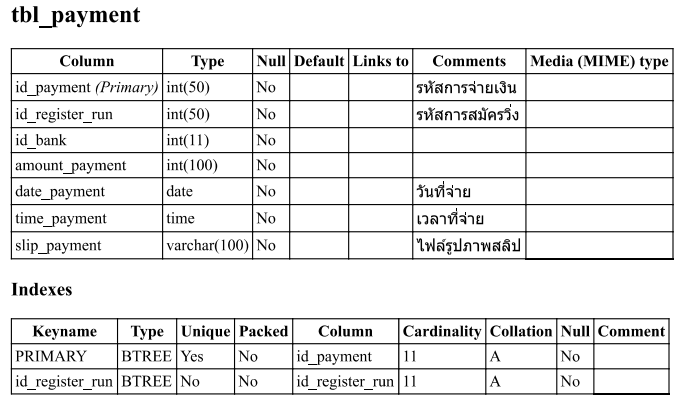 tbl_payment
Column Type Null Default Links to Comments Media (MIME) type
id_payment (Primary) int(50) No รหัสการจ่ายเงิน
id_register_run int(50) No รหัสการสมัครวิ่ง
id_bank int(11) No
amount_payment int(100) No
date_payment date No วันที่จ่าย
time_payment time No เวลาที่จ่าย
slip_payment varchar(100) No ไฟล์รูปภาพสลิป
Indexes
Keyname Type Unique Packed Column Cardinality Collation Null Comment
PRIMARY BTREE Yes No id_payment 11 A No
id_register_run BTREE No No id_register_run 11 A No